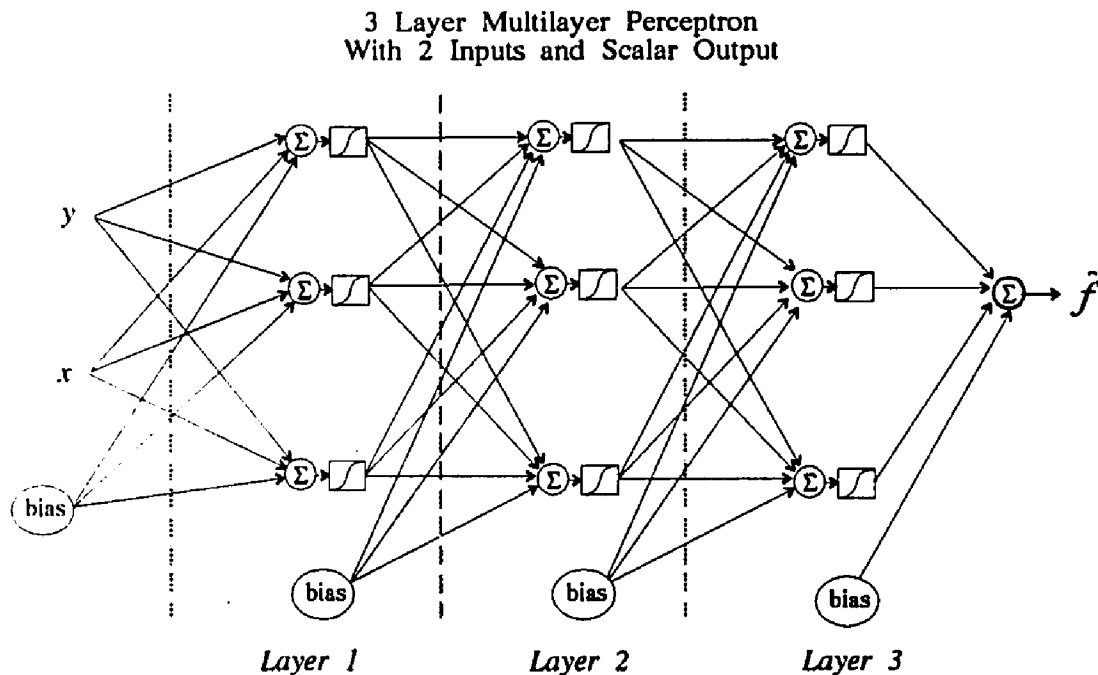 3 Layer Multilayer Perceptron
With 2 Inputs and Scalar Output
Σ
Σ
Σ
y
Σ
Σ
Σ
Σ
f̂
x
Σ
Σ
Σ
bias
bias
bias
bias
Layer 1
Layer 2
Layer 3